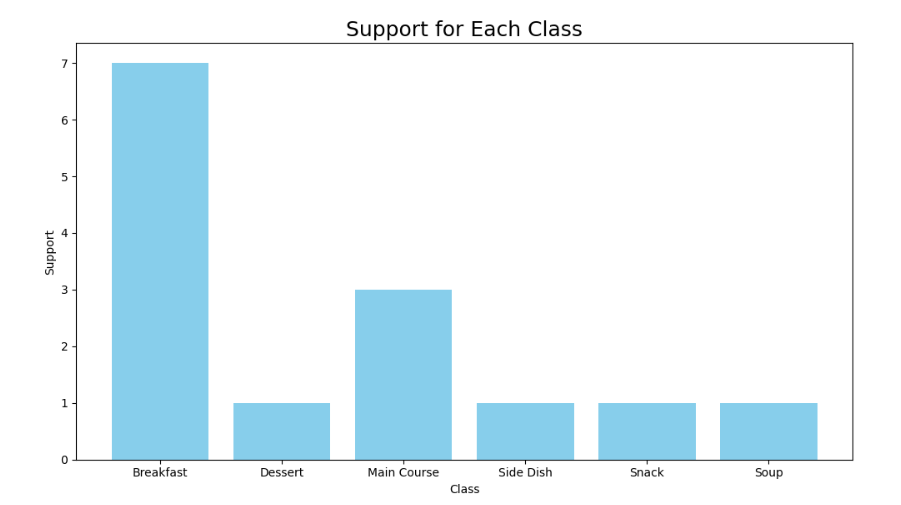 Support for Each Class
7
6
5
4
3
2
1
0
Support
Breakfast Dessert Main Course Side Dish Snack Soup
Class